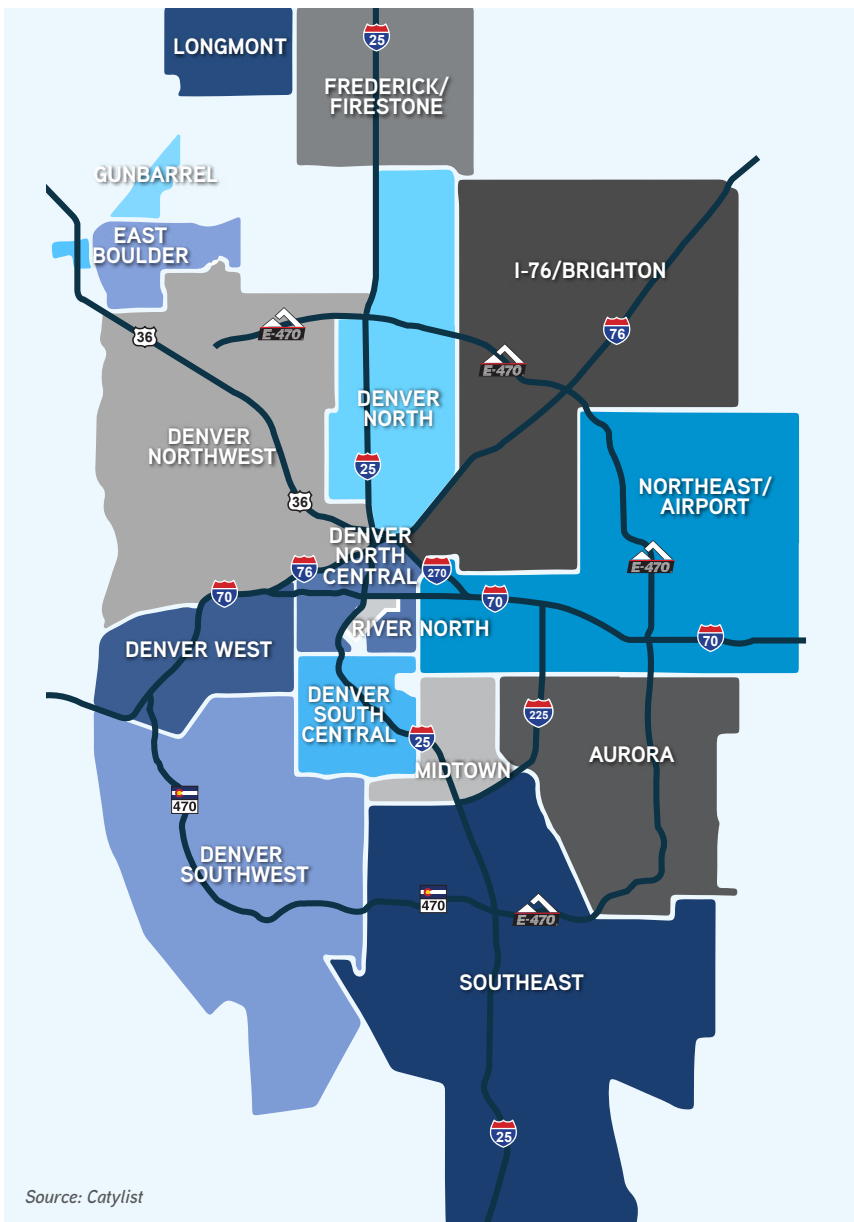 LONGMONT
25
FREDERICK/
FIRESTONE
GUNBARREL
EAST
BOULDER
I-76/BRIGHTON
36
E-470
76
E-470
DENVER
NORTH
DENVER
NORTHWEST
25
NORTHEAST/
AIRPORT
36
DENVER
NORTH
CENTRAL
E-470
76
270
70
70
RIVER NORTH
70
DENVER WEST
DENVER
SOUTH
CENTRAL
225
25
AURORA
MIDTOWN
470
DENVER
SOUTHWEST
470
E-470
SOUTHEAST
25
Source: Catylist